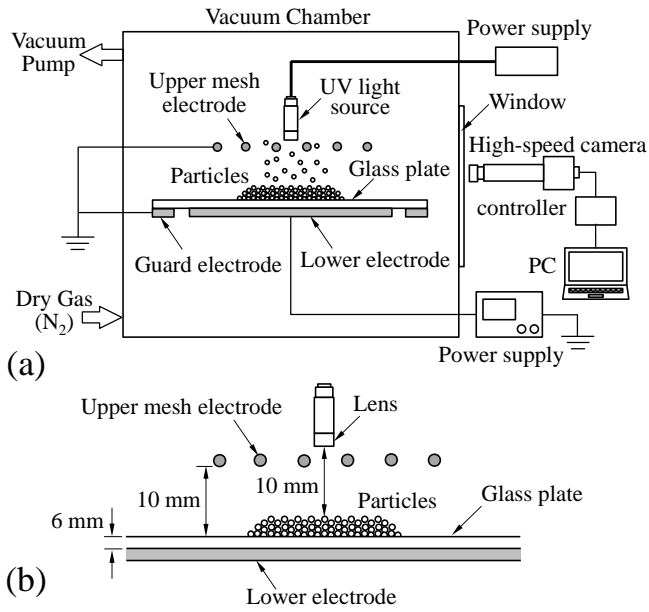 Vacuum Chamber
Vacuum
Pump
Power supply
UV light
source
Upper mesh
electrode
Window
High-speed camera
Glass plate
Particles
controller
Guard electrode
Lower electrode
PC
Dry Gas
(N2)
Power supply
(a)
Upper mesh electrode
Lens
10 mm
10 mm
Particles
Glass plate
6 mm
(b)
Lower electrode